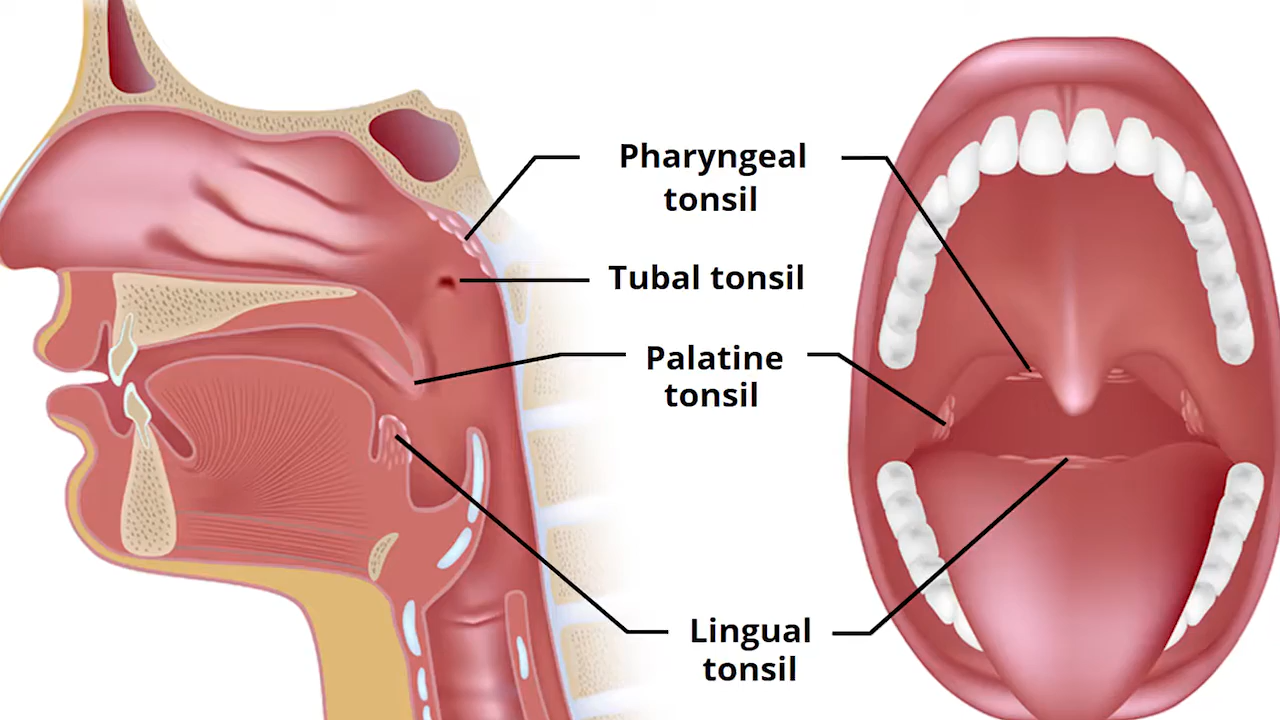 Pharyngeal
tonsil
Tubal tonsil
Palatine
tonsil
Lingual
tonsil